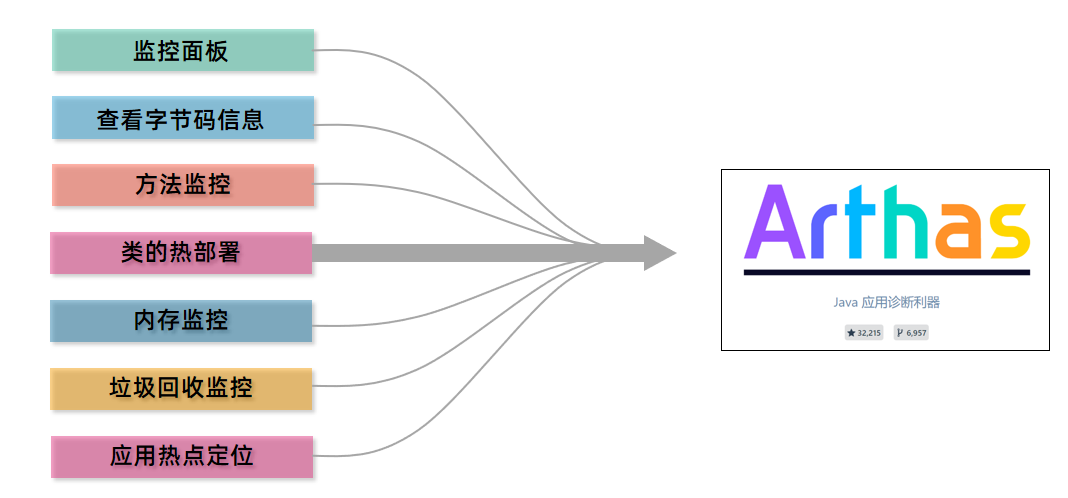 监控面板
查看字节码信息
方法监控
类的热部署
内存监控
垃圾回收监控
应用热点定位
Arthas
Java 应用诊断利器
32,215 6,957